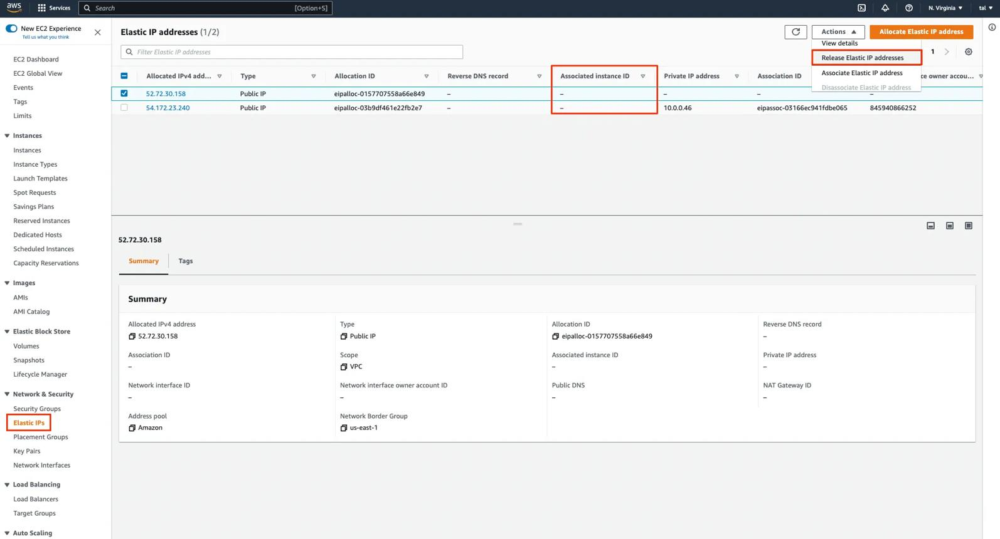 aws
Services
Search
[Option+S]
N. Virginia
tal
New EC2 Experience
Tell us what you think
EC2 Dashboard
EC2 Global View
Events
Tags
Limits
Instances
Instances
Instance Types
Launch Templates
Spot Requests
Savings Plans
Reserved Instances
Dedicated Hosts
Scheduled Instances
Capacity Reservations
Images
AMIs
AMI Catalog
Elastic Block Store
Volumes
Snapshots
Lifecycle Manager
Network & Security
Security Groups
Elastic IPs
Placement Groups
Key Pairs
Network Interfaces
Load Balancing
Load Balancers
Target Groups
Auto Scaling
Elastic IP addresses (1/2)
Actions
Allocate Elastic IP address
Filter Elastic IP addresses
1
View details
Release Elastic IP addresses
Associate Elastic IP address
Disassociate Elastic IP address
Allocated IPv4 add... Type Allocation ID Reverse DNS record Associated instance ID Private IP address Association ID ce owner accou...
52.72.30.158 Public IP eipalloc-0157707558a66e849 – – – – –
54.172.23.240 Public IP eipalloc-03b9df461e22fb2e7 – – 10.0.0.46 eipassoc-03166ec941fdbe065 845940866252
52.72.30.158
Summary
Tags
Summary
Allocated IPv4 address Type Allocation ID Reverse DNS record
52.72.30.158 Public IP eipalloc-0157707558a66e849 –
Association ID Scope Associated instance ID Private IP address
– VPC – –
Network interface ID Network interface owner account ID Public DNS NAT Gateway ID
– – – –
Address pool Network Border Group
Amazon us-east-1